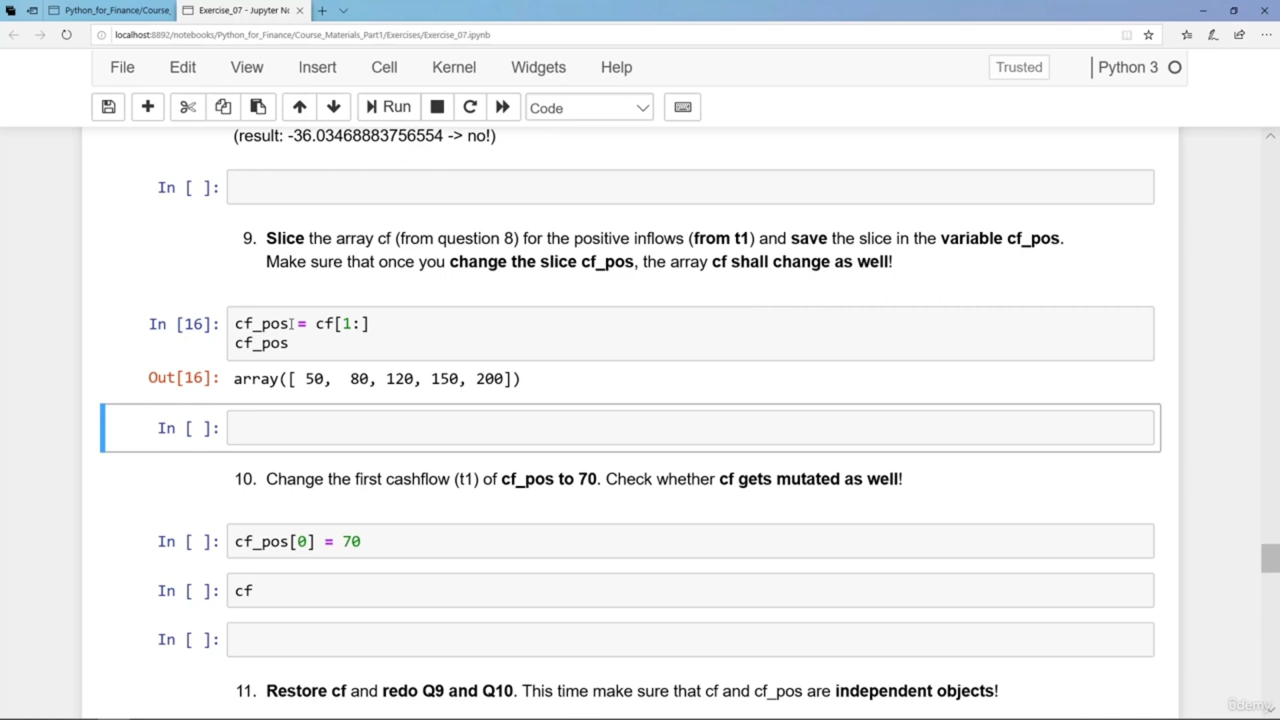 Python_for_Finance/Course_
Exercise_07 - Jupyter No
localhost:8892/notebooks/Python_for_Finance/Course_Materials_Part1/Exercises/Exercise_07.ipynb
File Edit View Insert Cell Kernel Widgets Help Trusted Python 3
Run Code
(result: -36.03468883756554 -> no!)
In [ ]:
9. Slice the array cf (from question 8) for the positive inflows (from t1) and save the slice in the variable cf_pos.
Make sure that once you change the slice cf_pos, the array cf shall change as well!
In [16]: cf_pos = cf[1:]
cf_pos
Out[16]: array([ 50,  80, 120, 150, 200])
In [ ]:
10. Change the first cashflow (t1) of cf_pos to 70. Check whether cf gets mutated as well!
In [ ]: cf_pos[0] = 70
In [ ]: cf
In [ ]:
11. Restore cf and redo Q9 and Q10. This time make sure that cf and cf_pos are independent objects!
Udemy